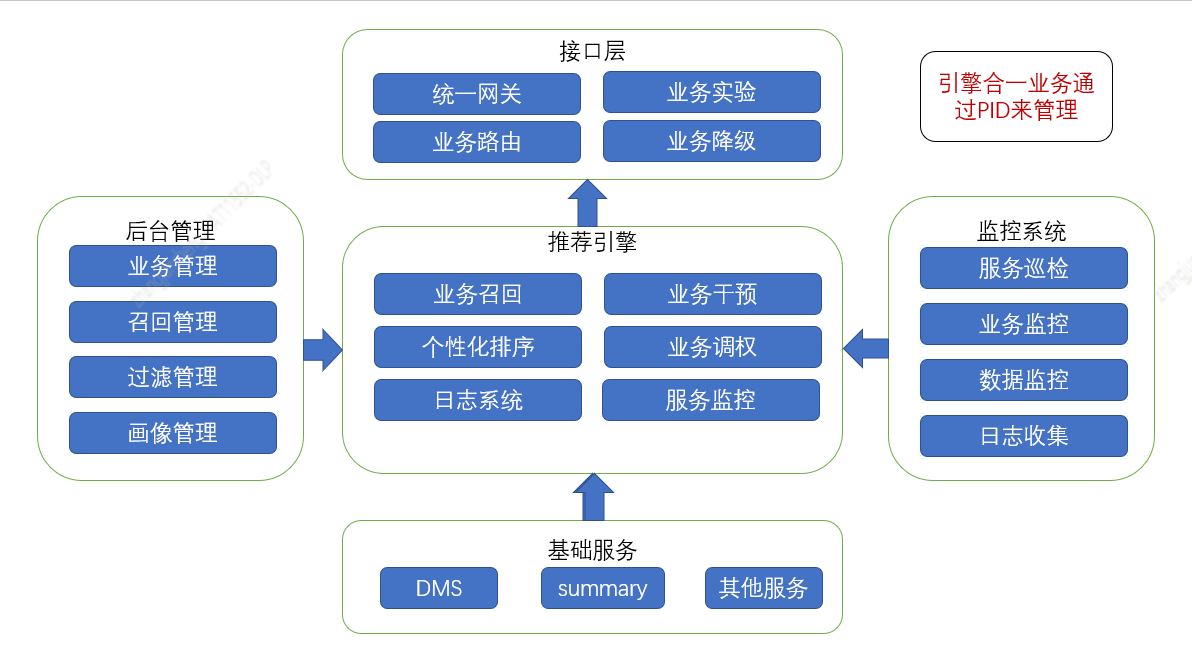 接口层
统一网关
业务实验
业务路由
业务降级
引擎合一业务通
过PID来管理
后台管理
业务管理
召回管理
过滤管理
画像管理
推荐引擎
业务召回
业务干预
个性化排序
业务调权
日志系统
服务监控
监控系统
服务巡检
业务监控
数据监控
日志收集
基础服务
DMS
summary
其他服务